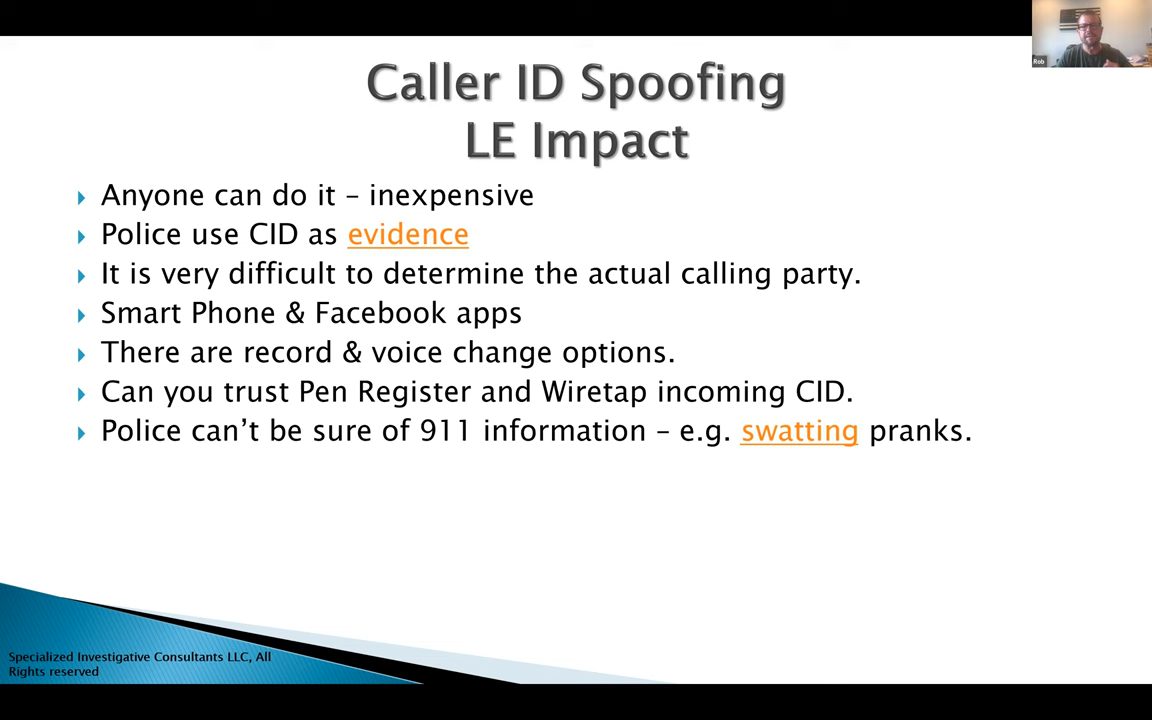 Rob
Caller ID Spoofing
LE Impact
Anyone can do it – inexpensive
Police use CID as evidence
It is very difficult to determine the actual calling party.
Smart Phone & Facebook apps
There are record & voice change options.
Can you trust Pen Register and Wiretap incoming CID.
Police can’t be sure of 911 information – e.g. swatting pranks.
Specialized Investigative Consultants LLC, All
Rights reserved